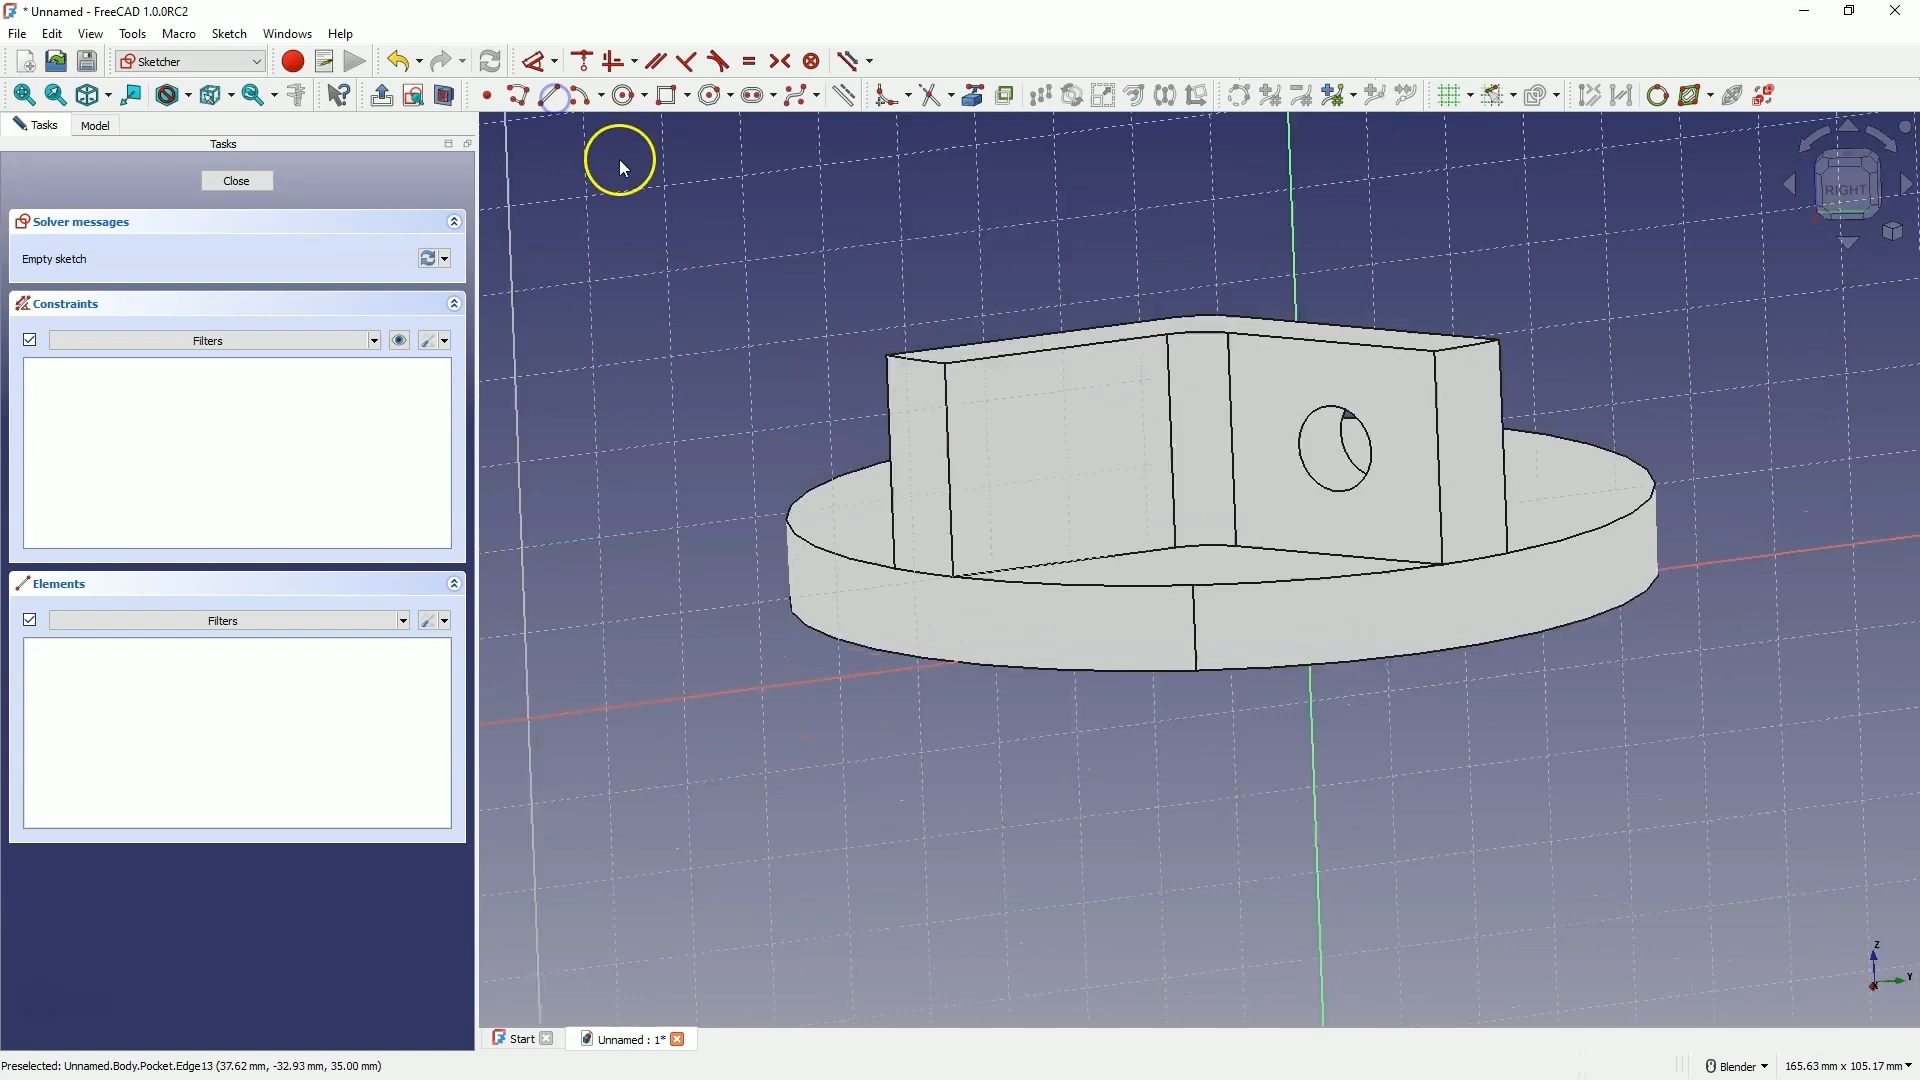 * Unnamed - FreeCAD 1.0.0RC2
File Edit View Tools Macro Sketch Windows Help
Sketcher
Tasks Model
Tasks
Close
Solver messages
Empty sketch
Constraints
Filters
Elements
Filters
RIGHT
Z
Y
X
Start
Unnamed : 1*
Preselected: Unnamed.Body.Pocket.Edge13 (37.62 mm, -32.93 mm, 35.00 mm)
Blender
165.63 mm x 105.17 mm